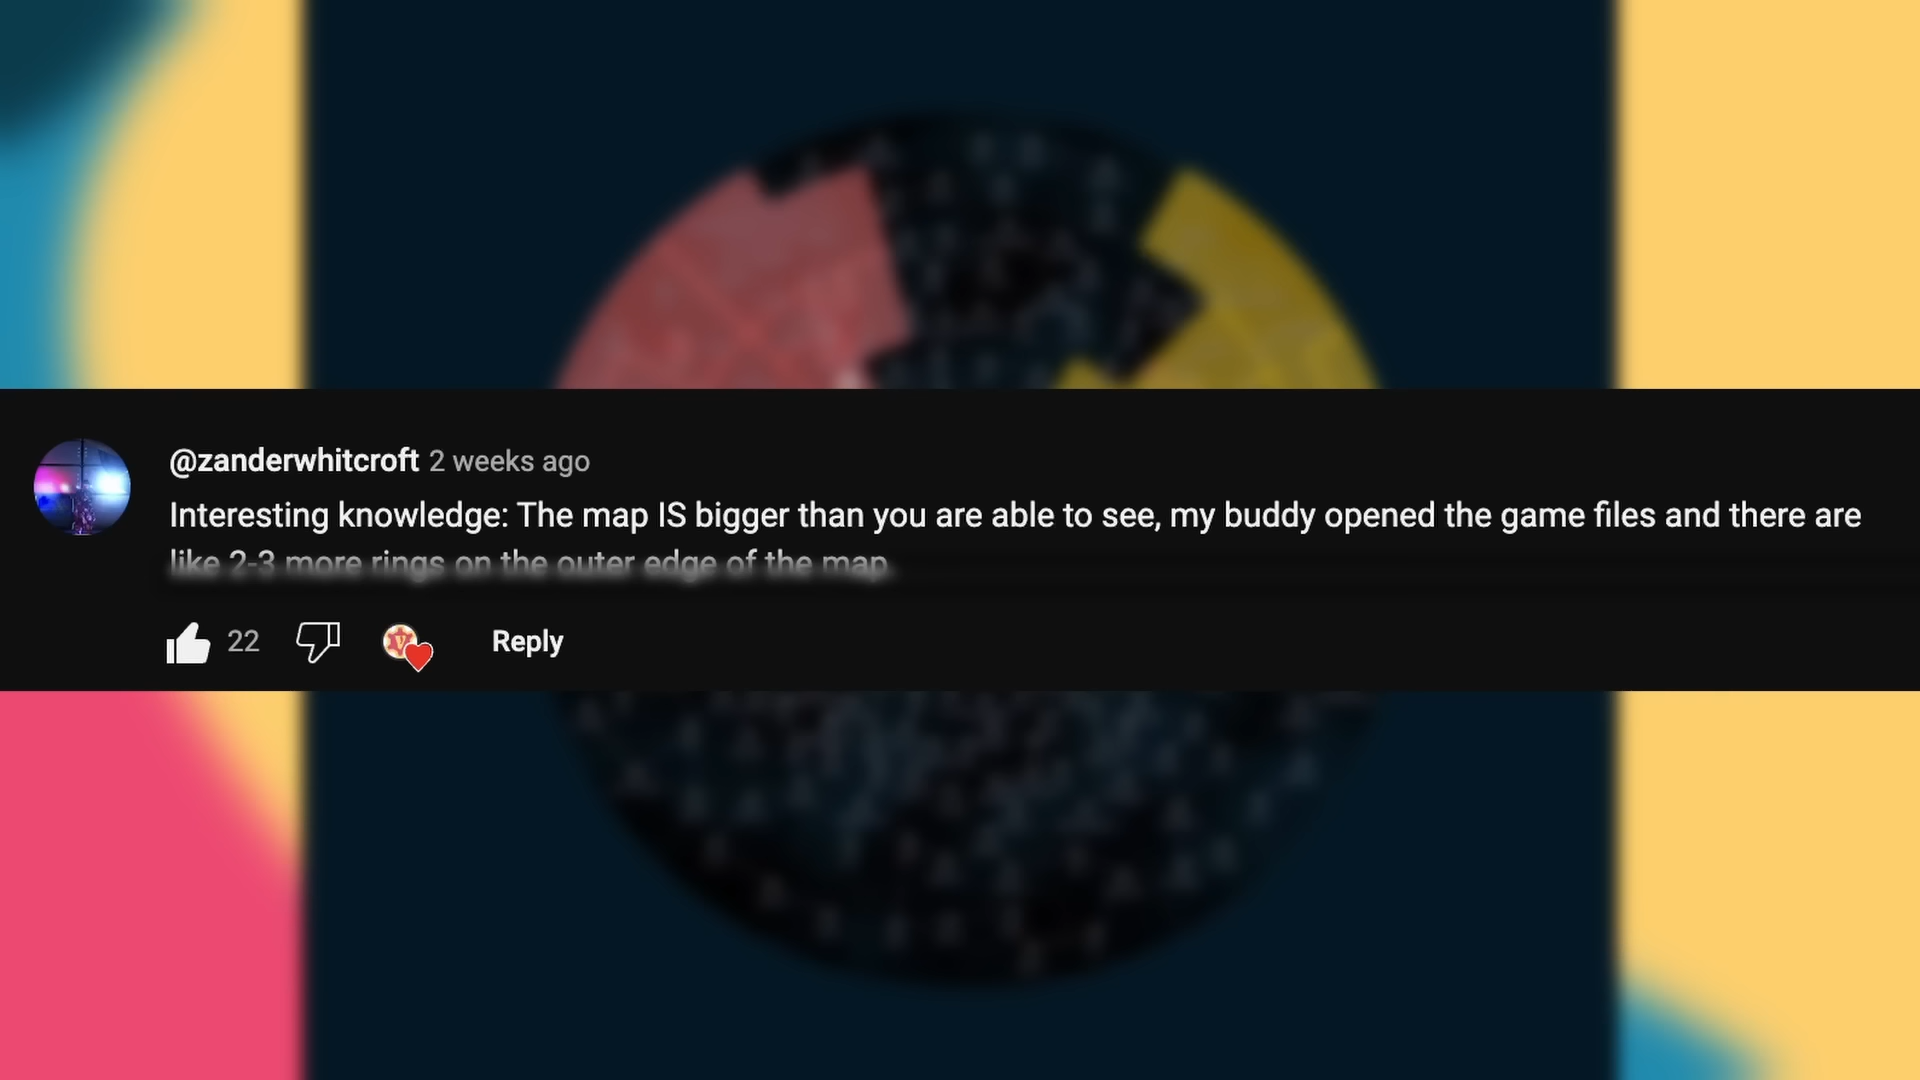 @zanderwhitcroft 2 weeks ago
Interesting knowledge: The map IS bigger than you are able to see, my buddy opened the game files and there are
like 2-3 more rings on the outer edge of the map.
22
Reply